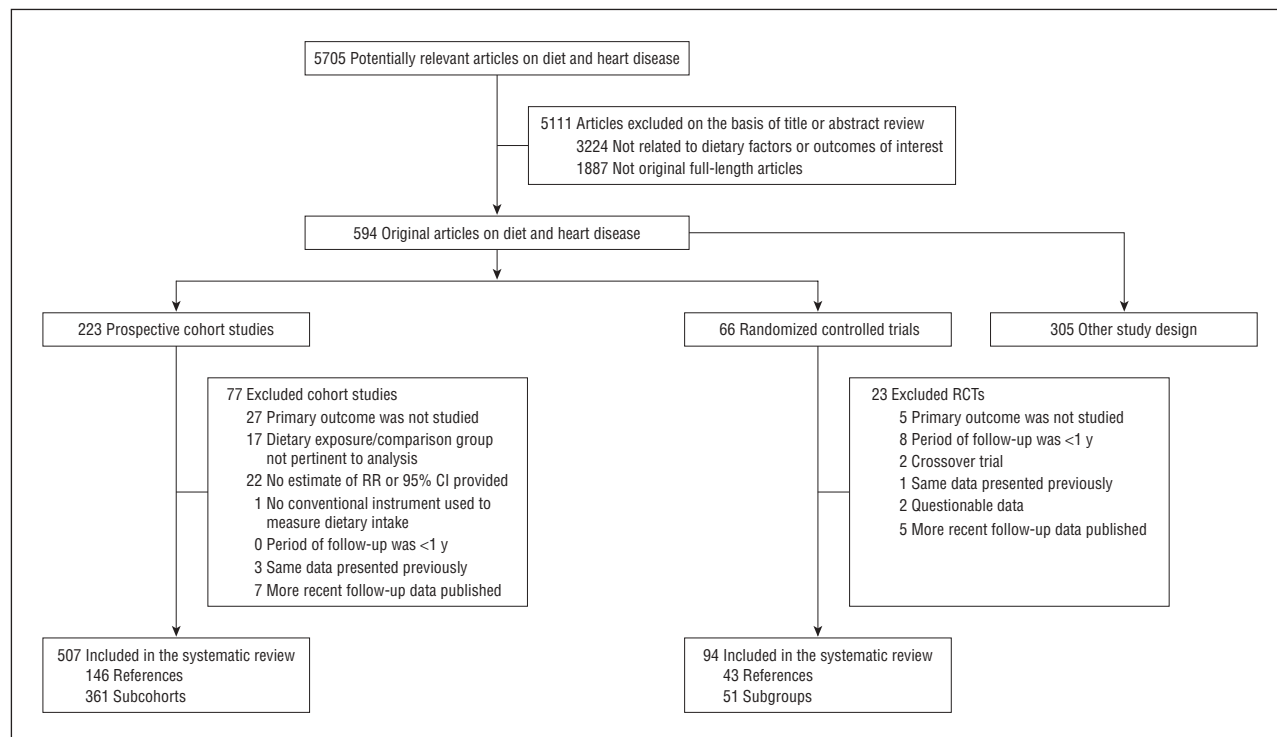 5705 Potentially relevant articles on diet and heart disease
5111 Articles excluded on the basis of title or abstract review
3224 Not related to dietary factors or outcomes of interest
1887 Not original full-length articles
594 Original articles on diet and heart disease
223 Prospective cohort studies
66 Randomized controlled trials
305 Other study design
77 Excluded cohort studies
27 Primary outcome was not studied
17 Dietary exposure/comparison group
not pertinent to analysis
22 No estimate of RR or 95% CI provided
1 No conventional instrument used to
measure dietary intake
0 Period of follow-up was <1 y
3 Same data presented previously
7 More recent follow-up data published
23 Excluded RCTs
5 Primary outcome was not studied
8 Period of follow-up was <1 y
2 Crossover trial
1 Same data presented previously
2 Questionable data
5 More recent follow-up data published
507 Included in the systematic review
146 References
361 Subcohorts
94 Included in the systematic review
43 References
51 Subgroups